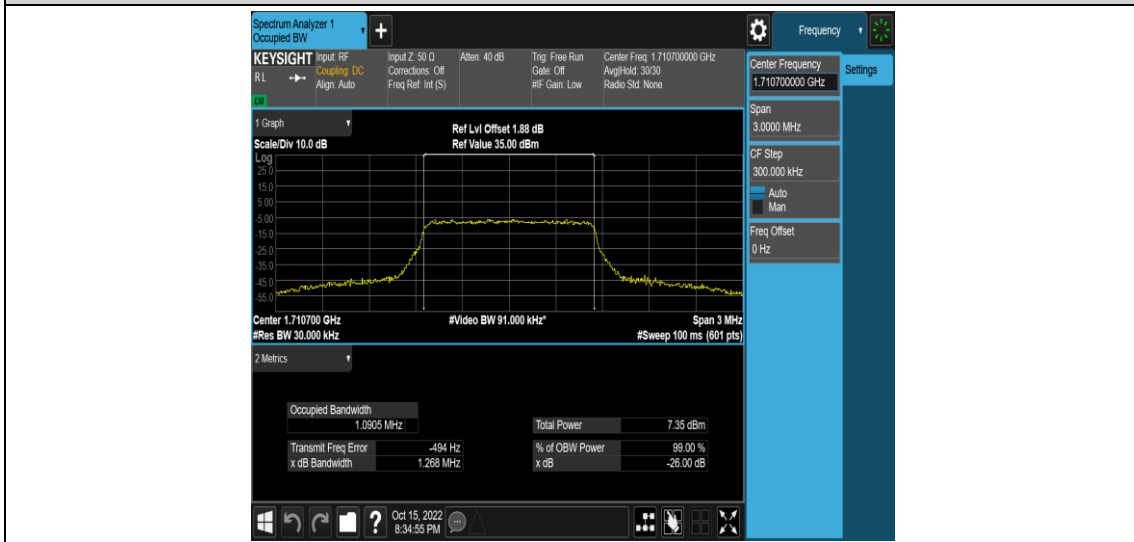 Spectrum Analyzer 1
Occupied BW
+
Frequency
KEYSIGHT
RL
LXI
Input: RF
Coupling: DC
Align: Auto
Input Z: 50 Ω
Corrections: Off
Freq Ref: Int (S)
Atten: 40 dB
Trig: Free Run
Gate: Off
#IF Gain: Low
Center Freq: 1.710700000 GHz
Avg|Hold: 30/30
Radio Std: None
Center Frequency
1.710700000 GHz
Settings
Span
3.0000 MHz
CF Step
300.000 kHz
Auto
Man
Freq Offset
0 Hz
1 Graph
Scale/Div 10.0 dB
Ref Lvl Offset 1.88 dB
Ref Value 35.00 dBm
Log
25.0
15.0
5.00
-5.00
-15.0
-25.0
-35.0
-45.0
-55.0
Center 1.710700 GHz
#Res BW 30.000 kHz
#Video BW 91.000 kHz*
Span 3 MHz
#Sweep 100 ms (601 pts)
2 Metrics
Occupied Bandwidth
1.0905 MHz
Total Power 7.35 dBm
Transmit Freq Error -494 Hz
% of OBW Power 99.00 %
x dB Bandwidth 1.268 MHz
x dB -26.00 dB
?
Oct 15, 2022
8:34:55 PM